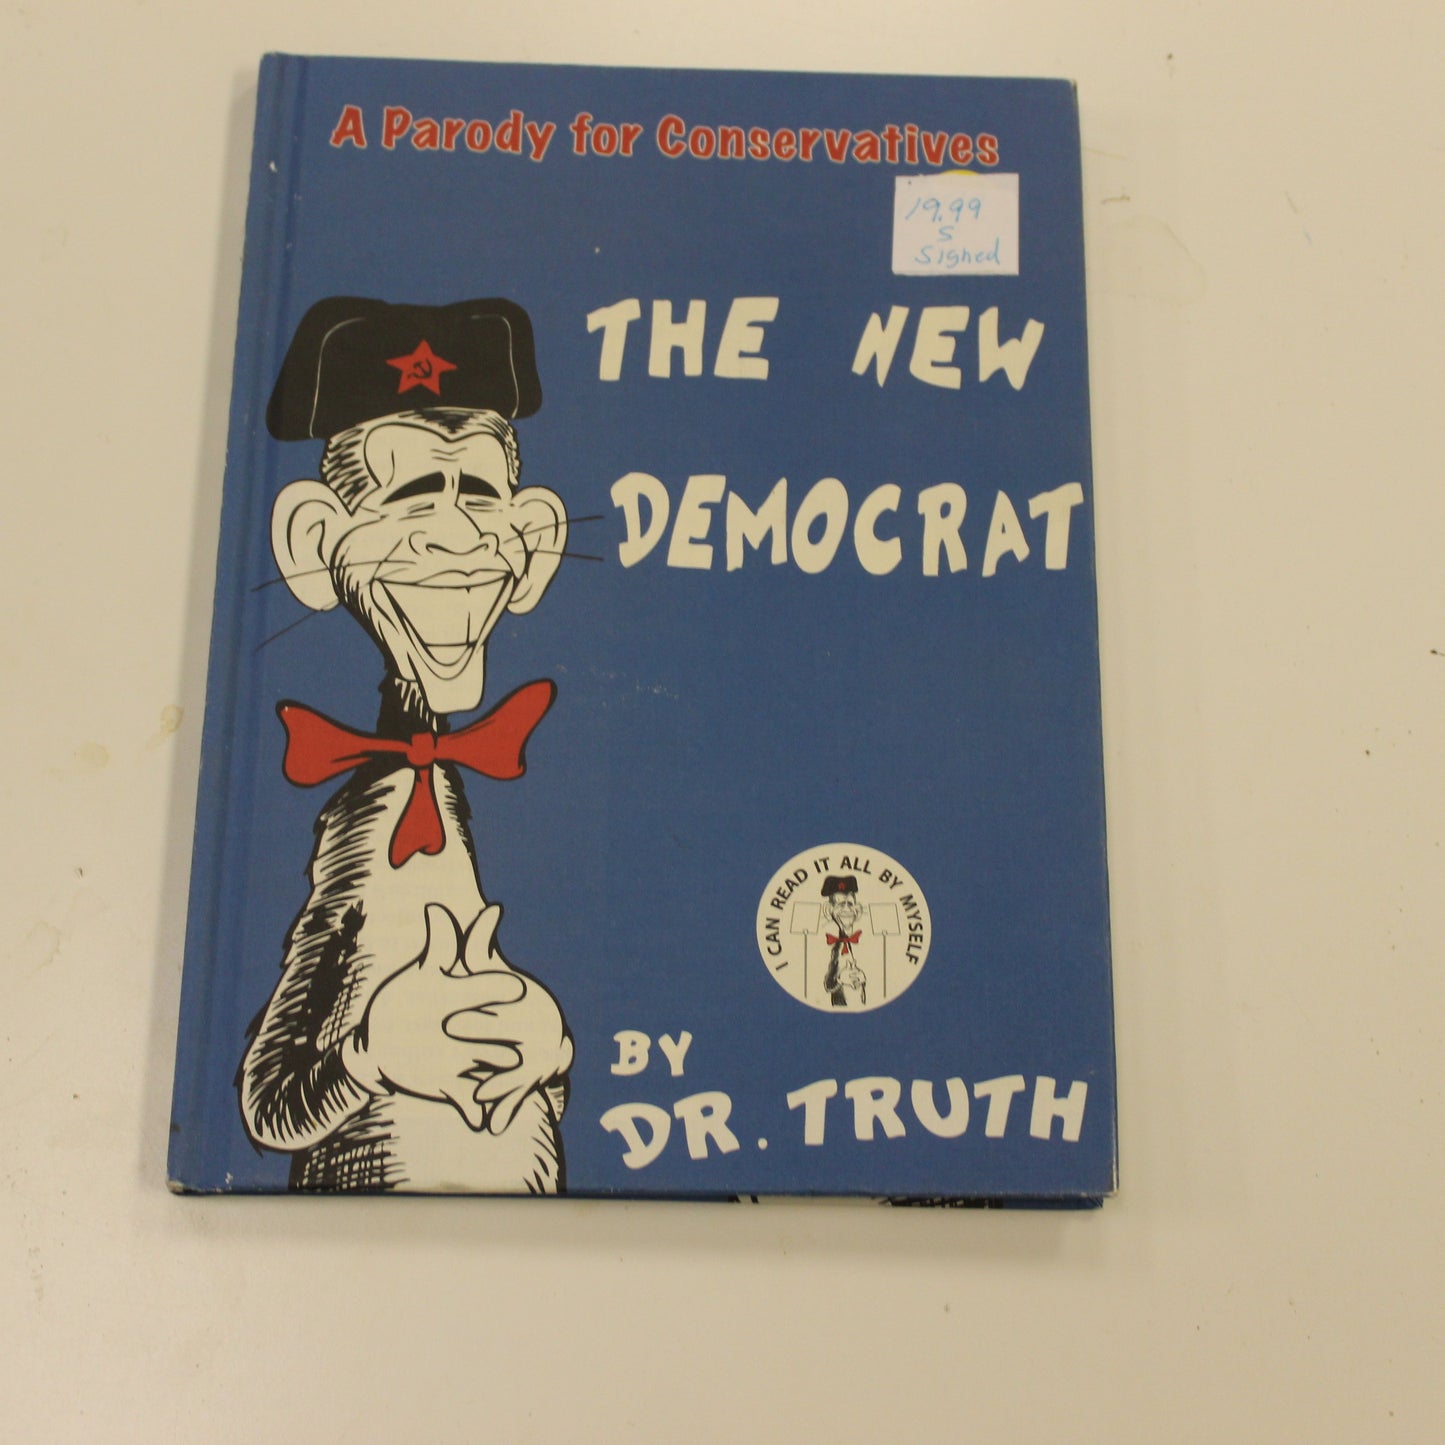 A Parody for Conservatives
19.99
S
Signed
THE NEW
DEMOCRAT
I CAN READ IT ALL BY MYSELF
BY
DR. TRUTH